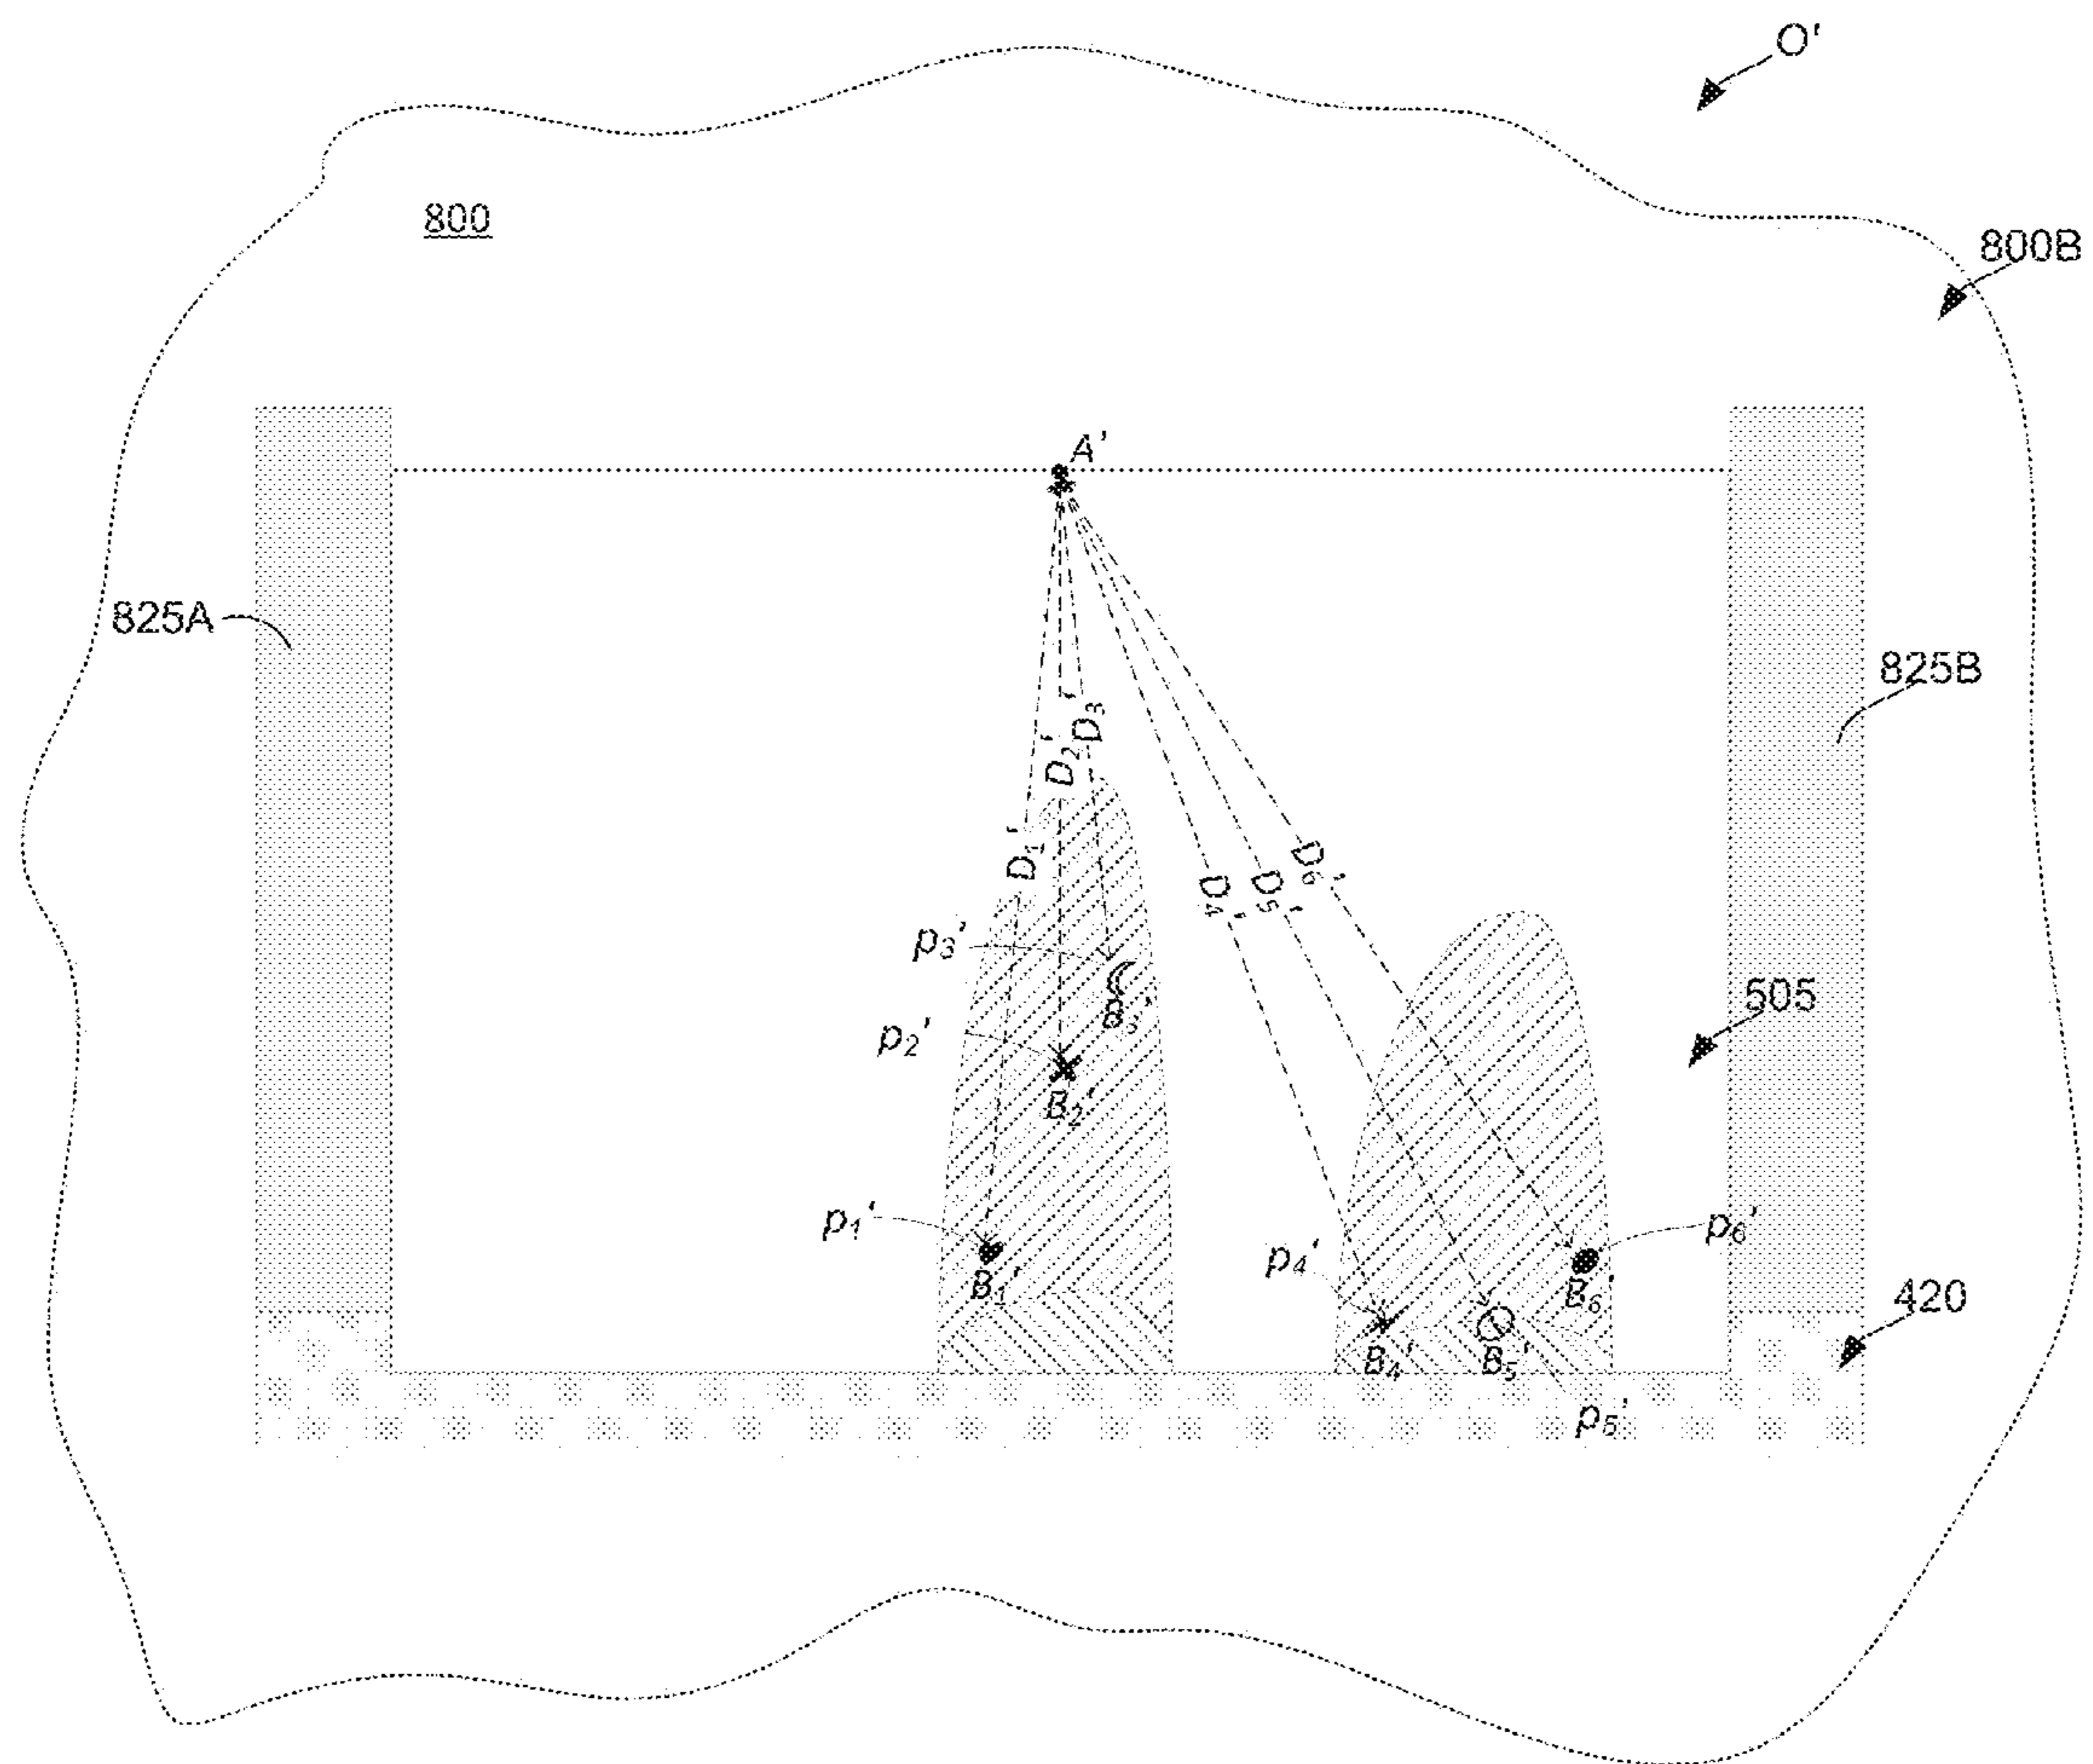 O'
800
800B
A'
825A
825B
D₁'
D₂'
D₃'
D₄'
D₅'
D₆'
p₃'
B₃'
505
p₂'
B₂'
p₁'
B₁'
p₄'
p₆'
B₆'
420
B₄'
B₅'
p₅'